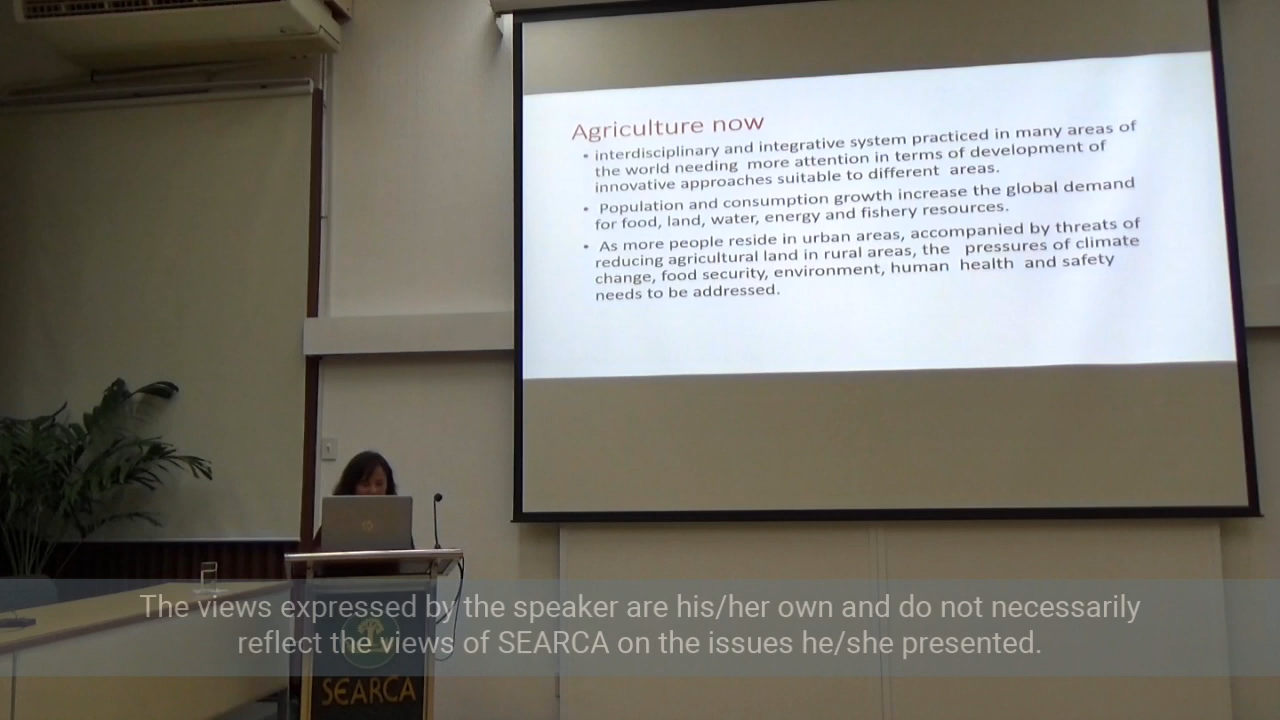 Agriculture now
• interdisciplinary and integrative system practiced in many areas of
the world needing more attention in terms of development of
innovative approaches suitable to different areas.
• Population and consumption growth increase the global demand
for food, land, water, energy and fishery resources.
• As more people reside in urban areas, accompanied by threats of
reducing agricultural land in rural areas, the pressures of climate
change, food security, environment, human health and safety
needs to be addressed.
hp
The views expressed by the speaker are his/her own and do not necessarily
reflect the views of SEARCA on the issues he/she presented.
SEARCA